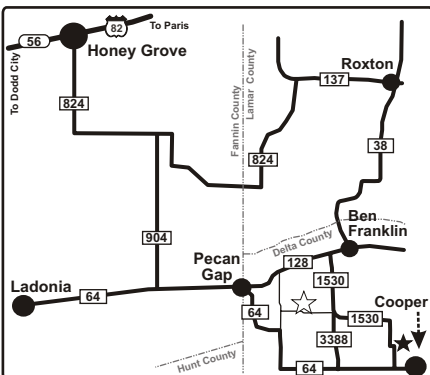 To Paris
82
56
Honey Grove
To Dodd City
Roxton
137
824
Fannin County
Lamar County
38
824
904
Ben
Franklin
Delta County
Pecan
Gap
128
Ladonia
1530
Cooper
64
64
1530
3388
Hunt County
64